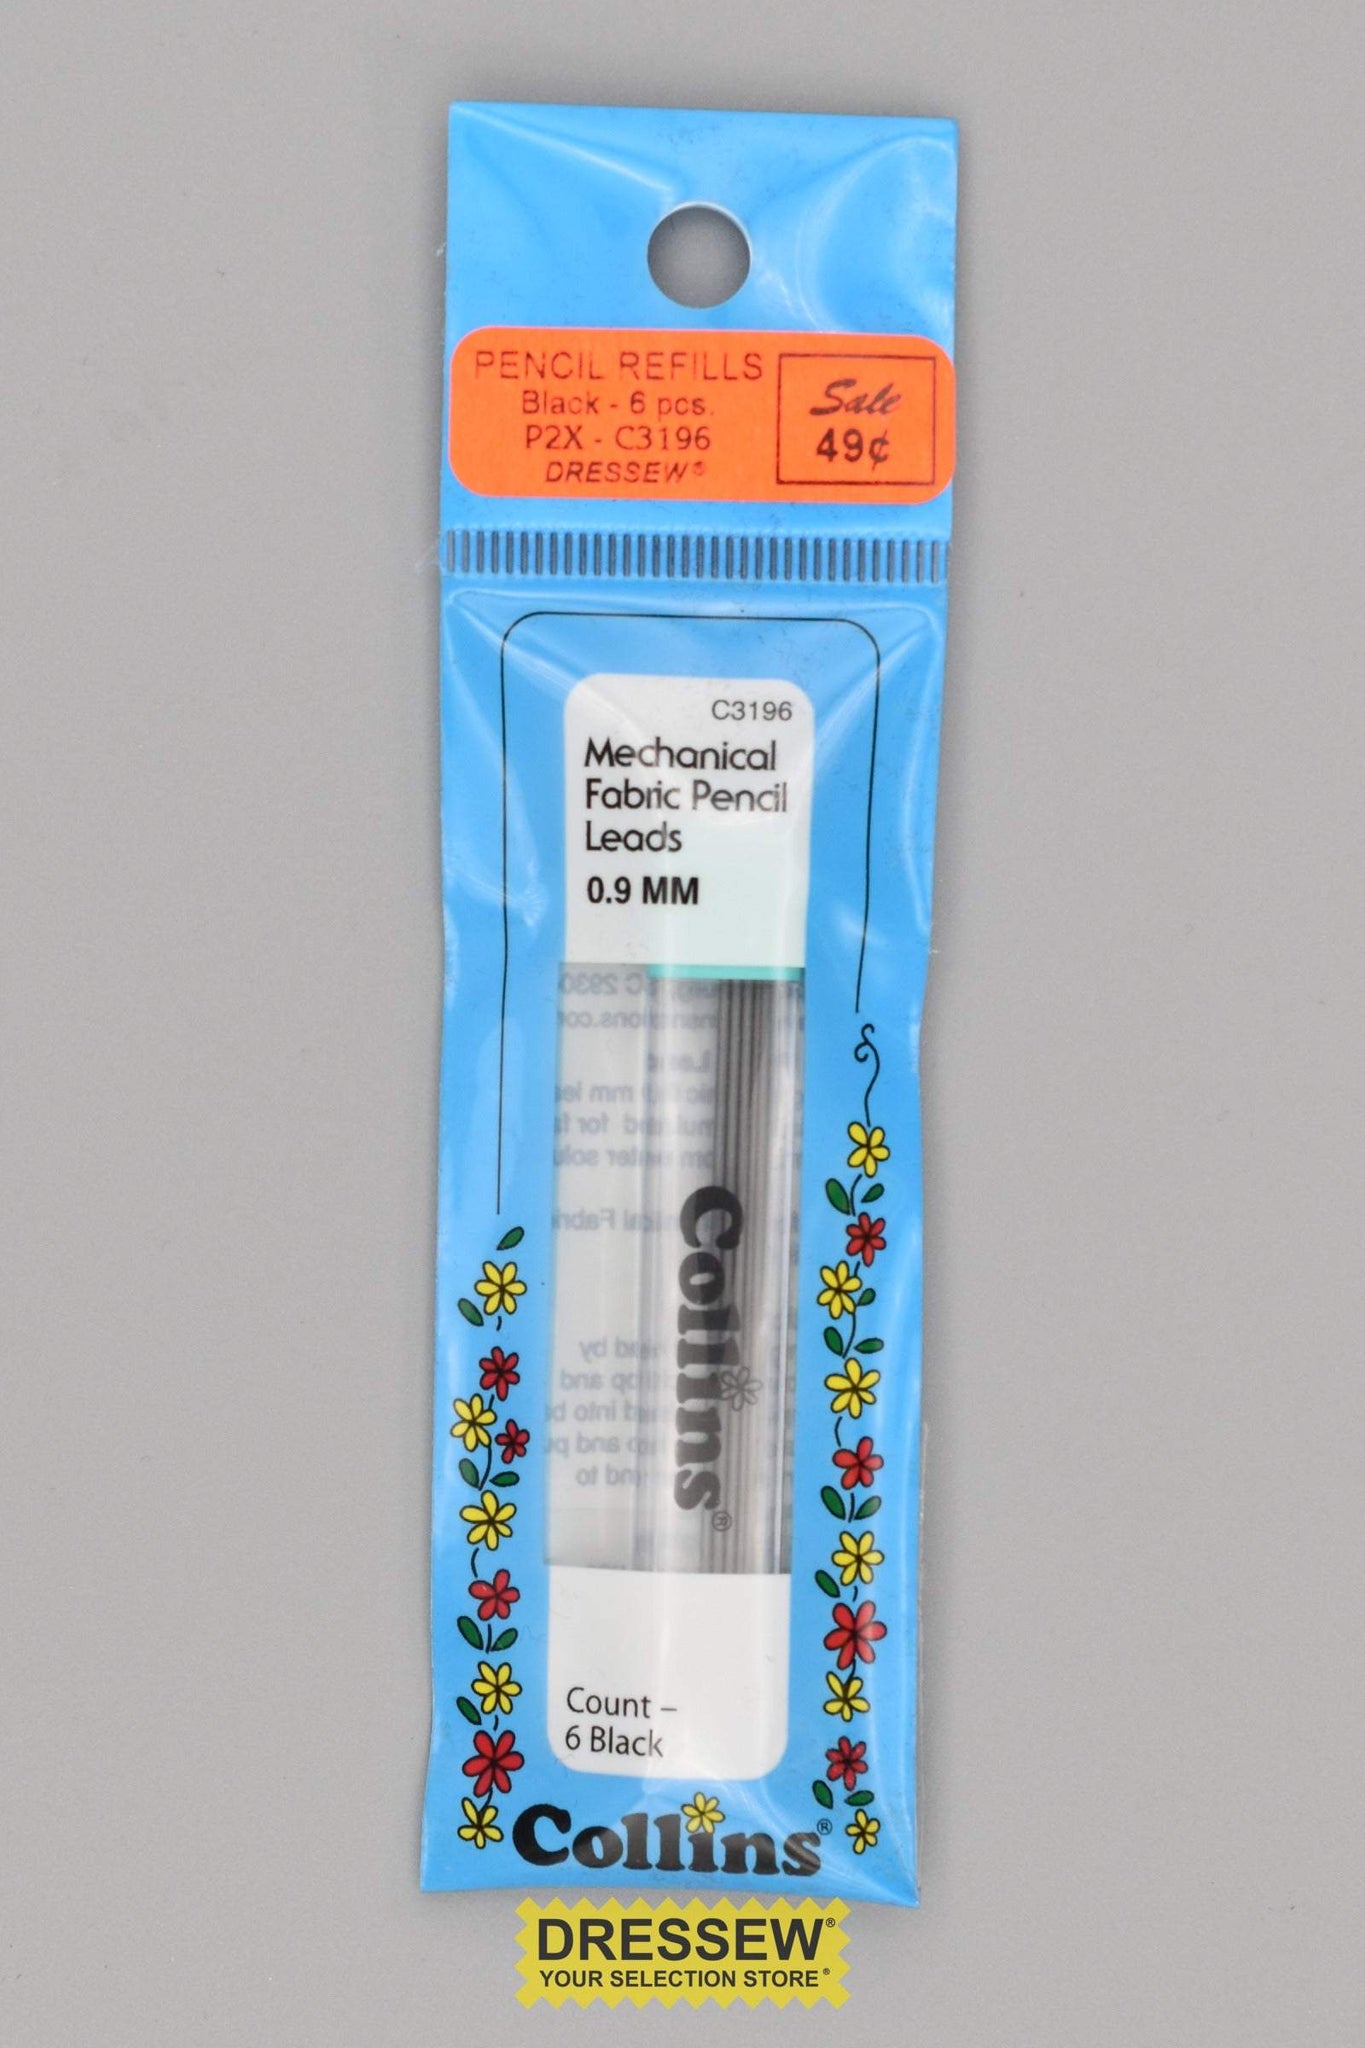 PENCIL REFILLS
Black - 6 pcs.
P2X - C3196
DRESSEW®
Sale
49¢
C3196
Mechanical
Fabric Pencil
Leads
0.9 MM
Collins®
Count –
6 Black
Collins®
DRESSEW®
YOUR SELECTION STORE®